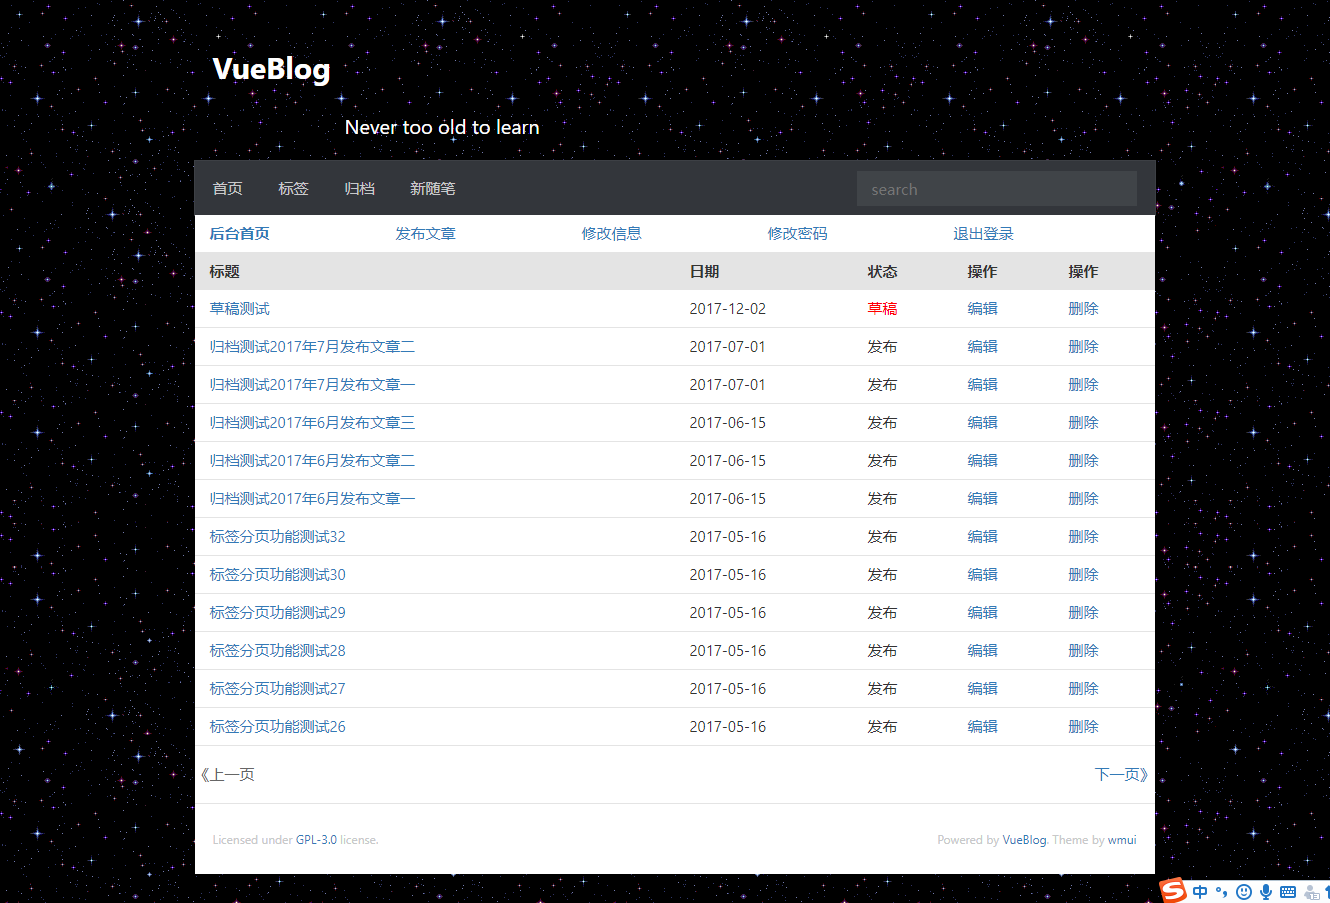 VueBlog
Never too old to learn
首页 标签 归档 新随笔 search
后台首页 发布文章 修改信息 修改密码 退出登录
标题 日期 状态 操作 操作
草稿测试 2017-12-02 草稿 编辑 删除
归档测试2017年7月发布文章二 2017-07-01 发布 编辑 删除
归档测试2017年7月发布文章一 2017-07-01 发布 编辑 删除
归档测试2017年6月发布文章三 2017-06-15 发布 编辑 删除
归档测试2017年6月发布文章二 2017-06-15 发布 编辑 删除
归档测试2017年6月发布文章一 2017-06-15 发布 编辑 删除
标签分页功能测试32 2017-05-16 发布 编辑 删除
标签分页功能测试30 2017-05-16 发布 编辑 删除
标签分页功能测试29 2017-05-16 发布 编辑 删除
标签分页功能测试28 2017-05-16 发布 编辑 删除
标签分页功能测试27 2017-05-16 发布 编辑 删除
标签分页功能测试26 2017-05-16 发布 编辑 删除
《上一页 下一页》
Licensed under GPL-3.0 license. Powered by VueBlog. Theme by wmui
S 中